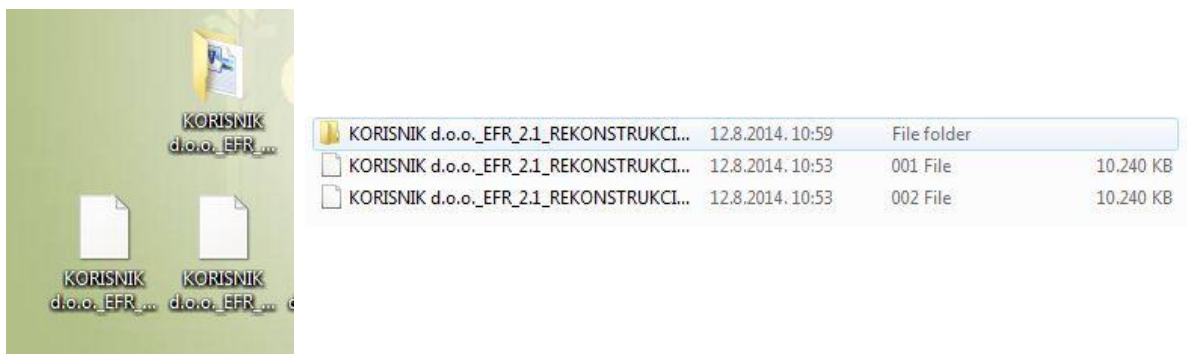 KORISNIK
d.o.o._EFR_...
KORISNIK
d.o.o._EFR_...
KORISNIK
d.o.o._EFR_...
KORISNIK d.o.o._EFR_2.1_REKONSTRUKCI... 12.8.2014. 10:59 File folder
KORISNIK d.o.o._EFR_2.1_REKONSTRUKCI... 12.8.2014. 10:53 001 File 10.240 KB
KORISNIK d.o.o._EFR_2.1_REKONSTRUKCI... 12.8.2014. 10:53 002 File 10.240 KB